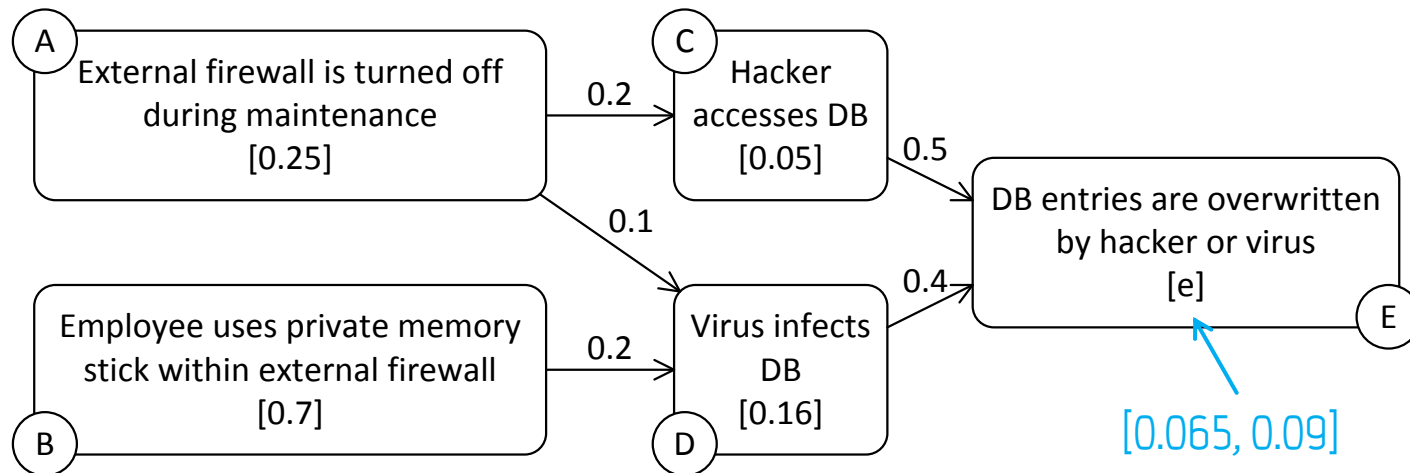 A
External firewall is turned off
during maintenance
[0.25]
0.2
0.1
C
Hacker
accesses DB
[0.05]
0.5
DB entries are overwritten
by hacker or virus
[e]
E
B
Employee uses private memory
stick within external firewall
[0.7]
0.2
D
Virus infects
DB
[0.16]
0.4
[0.065, 0.09]